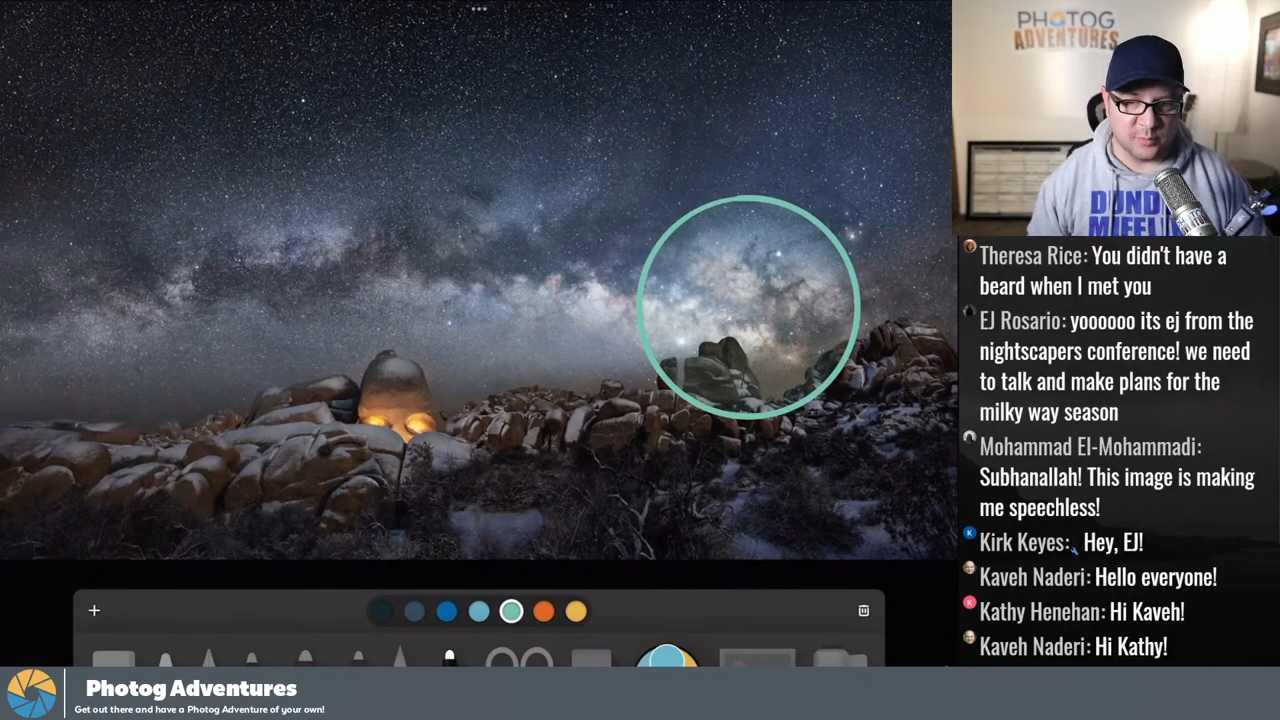 PHOTOG
ADVENTURES
Theresa Rice: You didn't have a
beard when I met you
EJ Rosario: yoooooo its ej from the
nightscapers conference! we need
to talk and make plans for the
milky way season
Mohammad El-Mohammadi:
Subhanallah! This image is making
me speechless!
K
Kirk Keyes: Hey, EJ!
Kaveh Naderi: Hello everyone!
K
Kathy Henehan: Hi Kaveh!
Kaveh Naderi: Hi Kathy!
Photog Adventures
Get out there and have a Photog Adventure of your own!